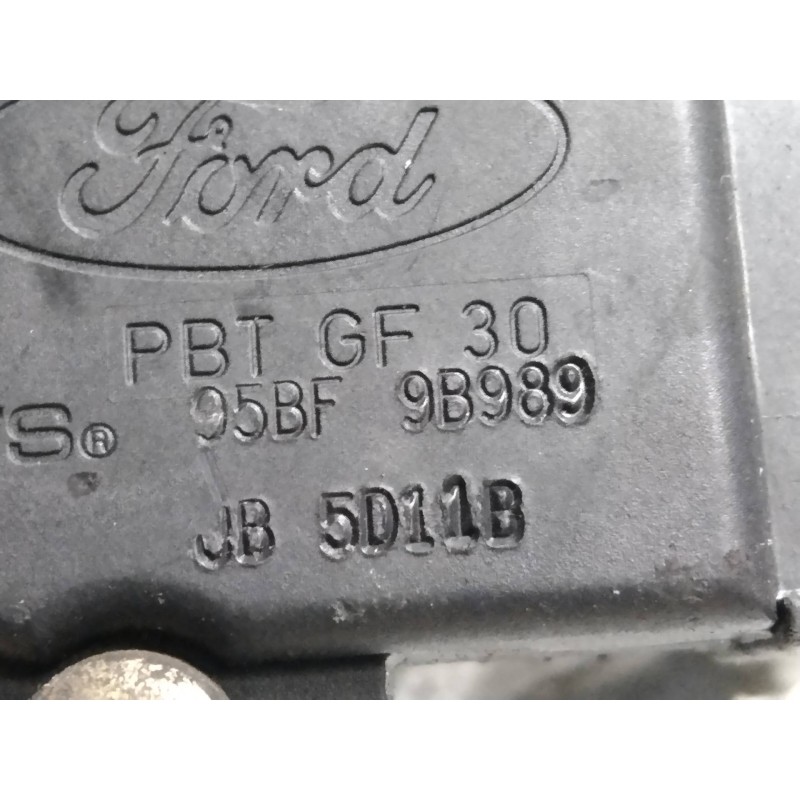 Ford
PBT GF 30
95BF 9B989
S®
JB 5D11B